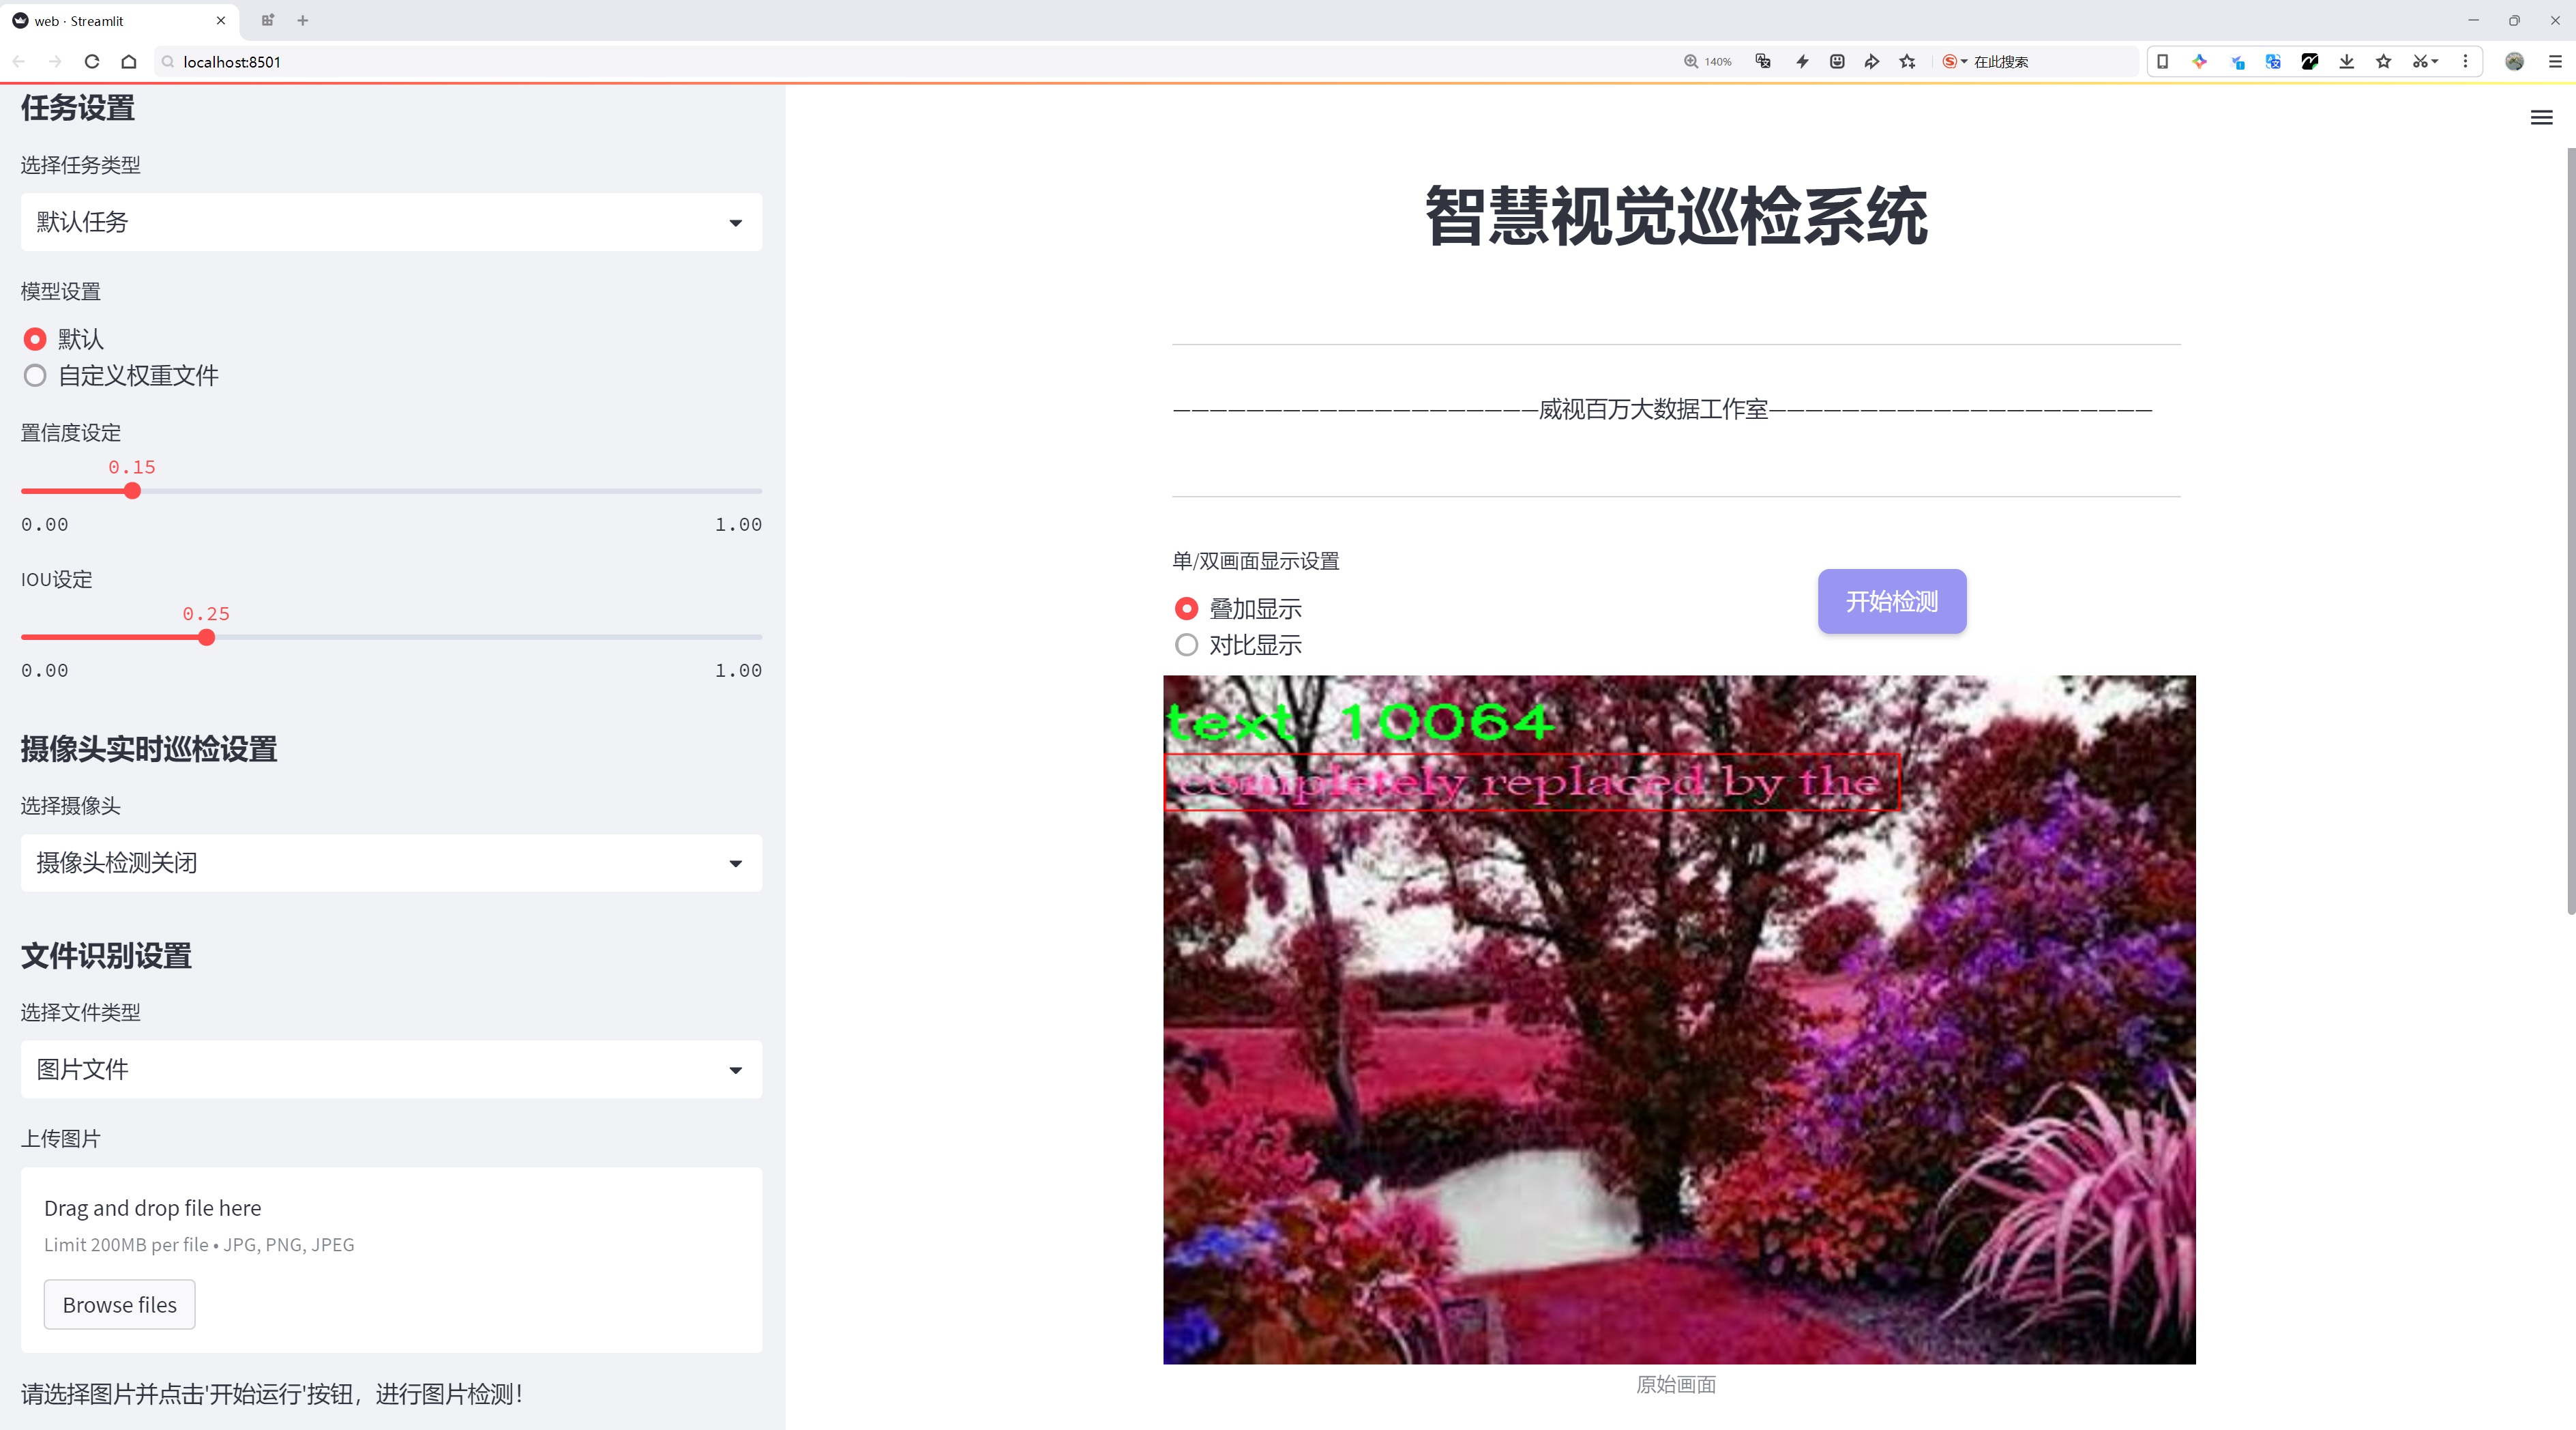 web · Streamlit
localhost:8501
140%
在此搜索
任务设置
选择任务类型
默认任务
模型设置
默认
自定义权重文件
置信度设定
0.15
0.00 1.00
IOU设定
0.25
0.00 1.00
摄像头实时巡检设置
选择摄像头
摄像头检测关闭
文件识别设置
选择文件类型
图片文件
上传图片
Drag and drop file here
Limit 200MB per file • JPG, PNG, JPEG
Browse files
请选择图片并点击'开始运行'按钮，进行图片检测！
智慧视觉巡检系统
————————————————————威视百万大数据工作室—————————————————————
单/双画面显示设置
叠加显示
对比显示
开始检测
text 10064
completely replaced by the
原始画面